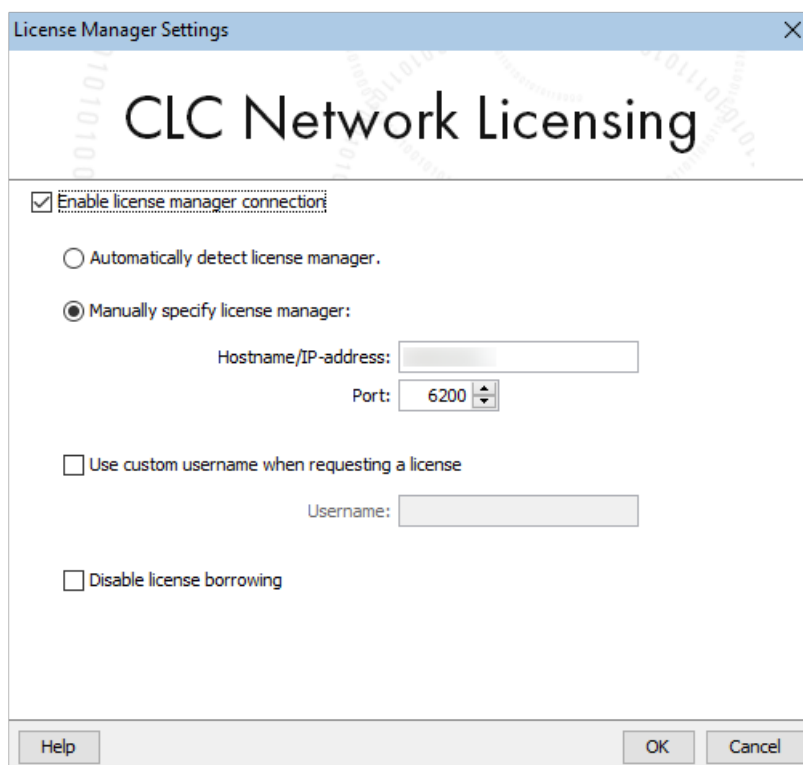 License Manager Settings
CLC Network Licensing
Enable license manager connection
Automatically detect license manager.
Manually specify license manager:
Hostname/IP-address:
Port: 6200
Use custom username when requesting a license
Username:
Disable license borrowing
Help OK Cancel